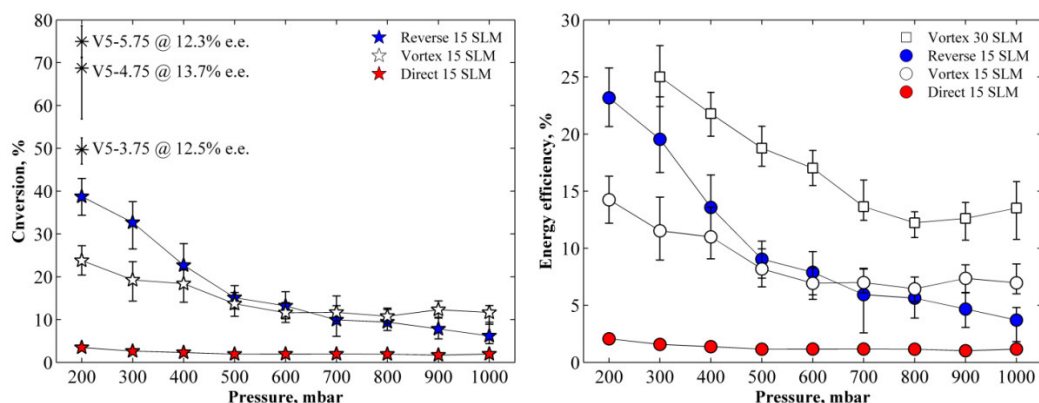 80
70
60
50
40
30
20
10
0
Cnversion, %
V5-5.75 @ 12.3% e.e.
V5-4.75 @ 13.7% e.e.
V5-3.75 @ 12.5% e.e.
Reverse 15 SLM
Vortex 15 SLM
Direct 15 SLM
200 300 400 500 600 700 800 900 1000
Pressure, mbar
30
25
20
15
10
5
0
Energy efficiency, %
Vortex 30 SLM
Reverse 15 SLM
Vortex 15 SLM
Direct 15 SLM
200 300 400 500 600 700 800 900 1000
Pressure, mbar